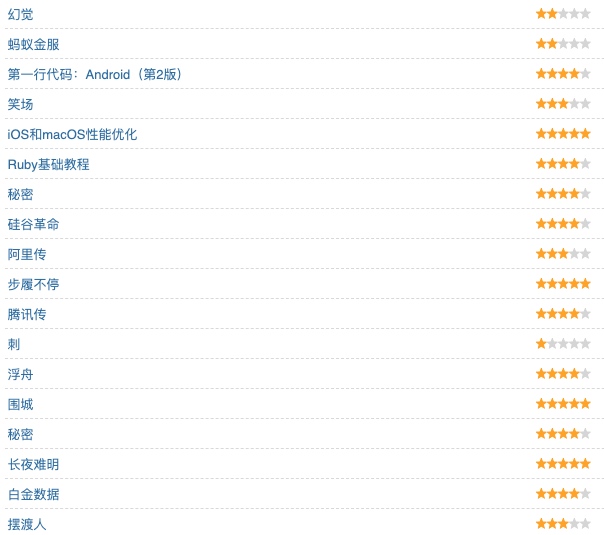 幻觉
蚂蚁金服
第一行代码：Android（第2版）
笑场
iOS和macOS性能优化
Ruby基础教程
秘密
硅谷革命
阿里传
步履不停
腾讯传
刺
浮舟
围城
秘密
长夜难明
白金数据
摆渡人